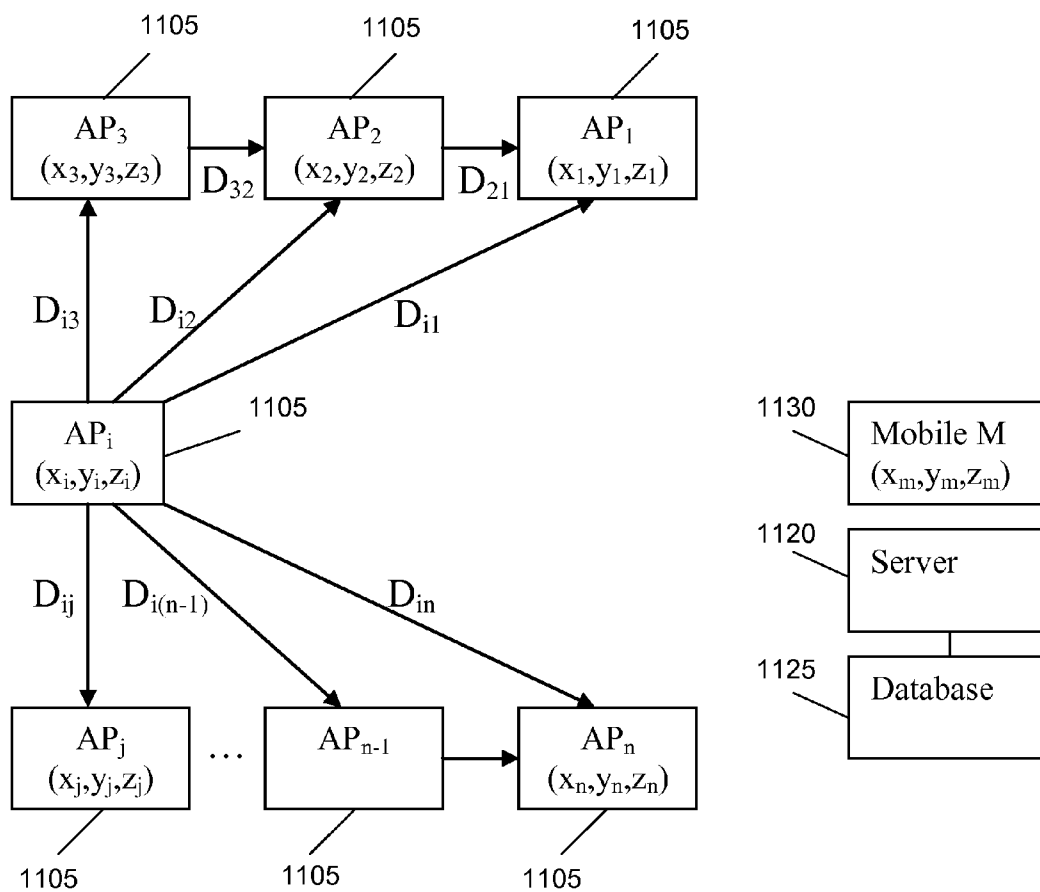 1105 1105 1105
AP₃ AP₂ AP₁
(x₃,y₃,z₃) (x₂,y₂,z₂) (x₁,y₁,z₁)
D₃₂ D₂₁
Dᵢ₃ Dᵢ₂ Dᵢ₁
1105
APᵢ
(xᵢ,yᵢ,zᵢ)
1130
Mobile M
(xₘ,yₘ,zₘ)
1120
Server
Dᵢⱼ Dᵢ₍ₙ₋₁₎ Dᵢₙ
1125
Database
APⱼ … APₙ₋₁ APₙ
(xⱼ,yⱼ,zⱼ) (xₙ,yₙ,zₙ)
1105 1105 1105